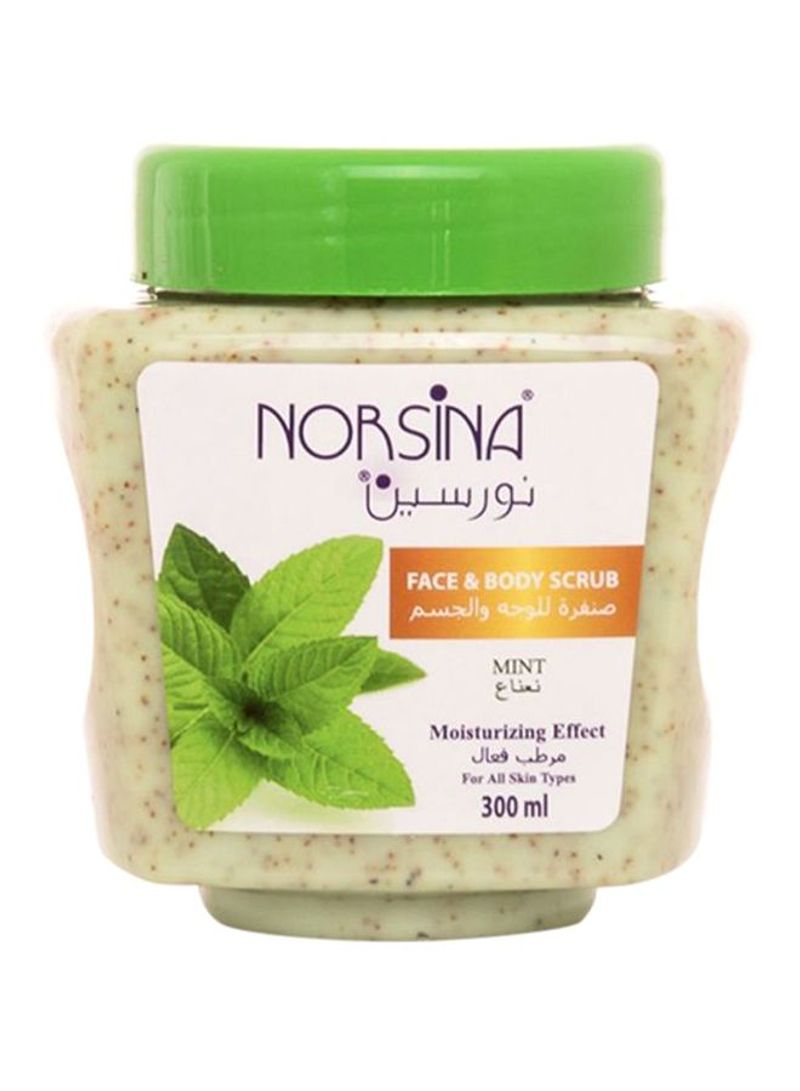 NORSINA®
نورسين®
FACE & BODY SCRUB
صنفرة للوجه والجسم
MINT
نعناع
Moisturizing Effect
مرطب فعال
For All Skin Types
300 ml